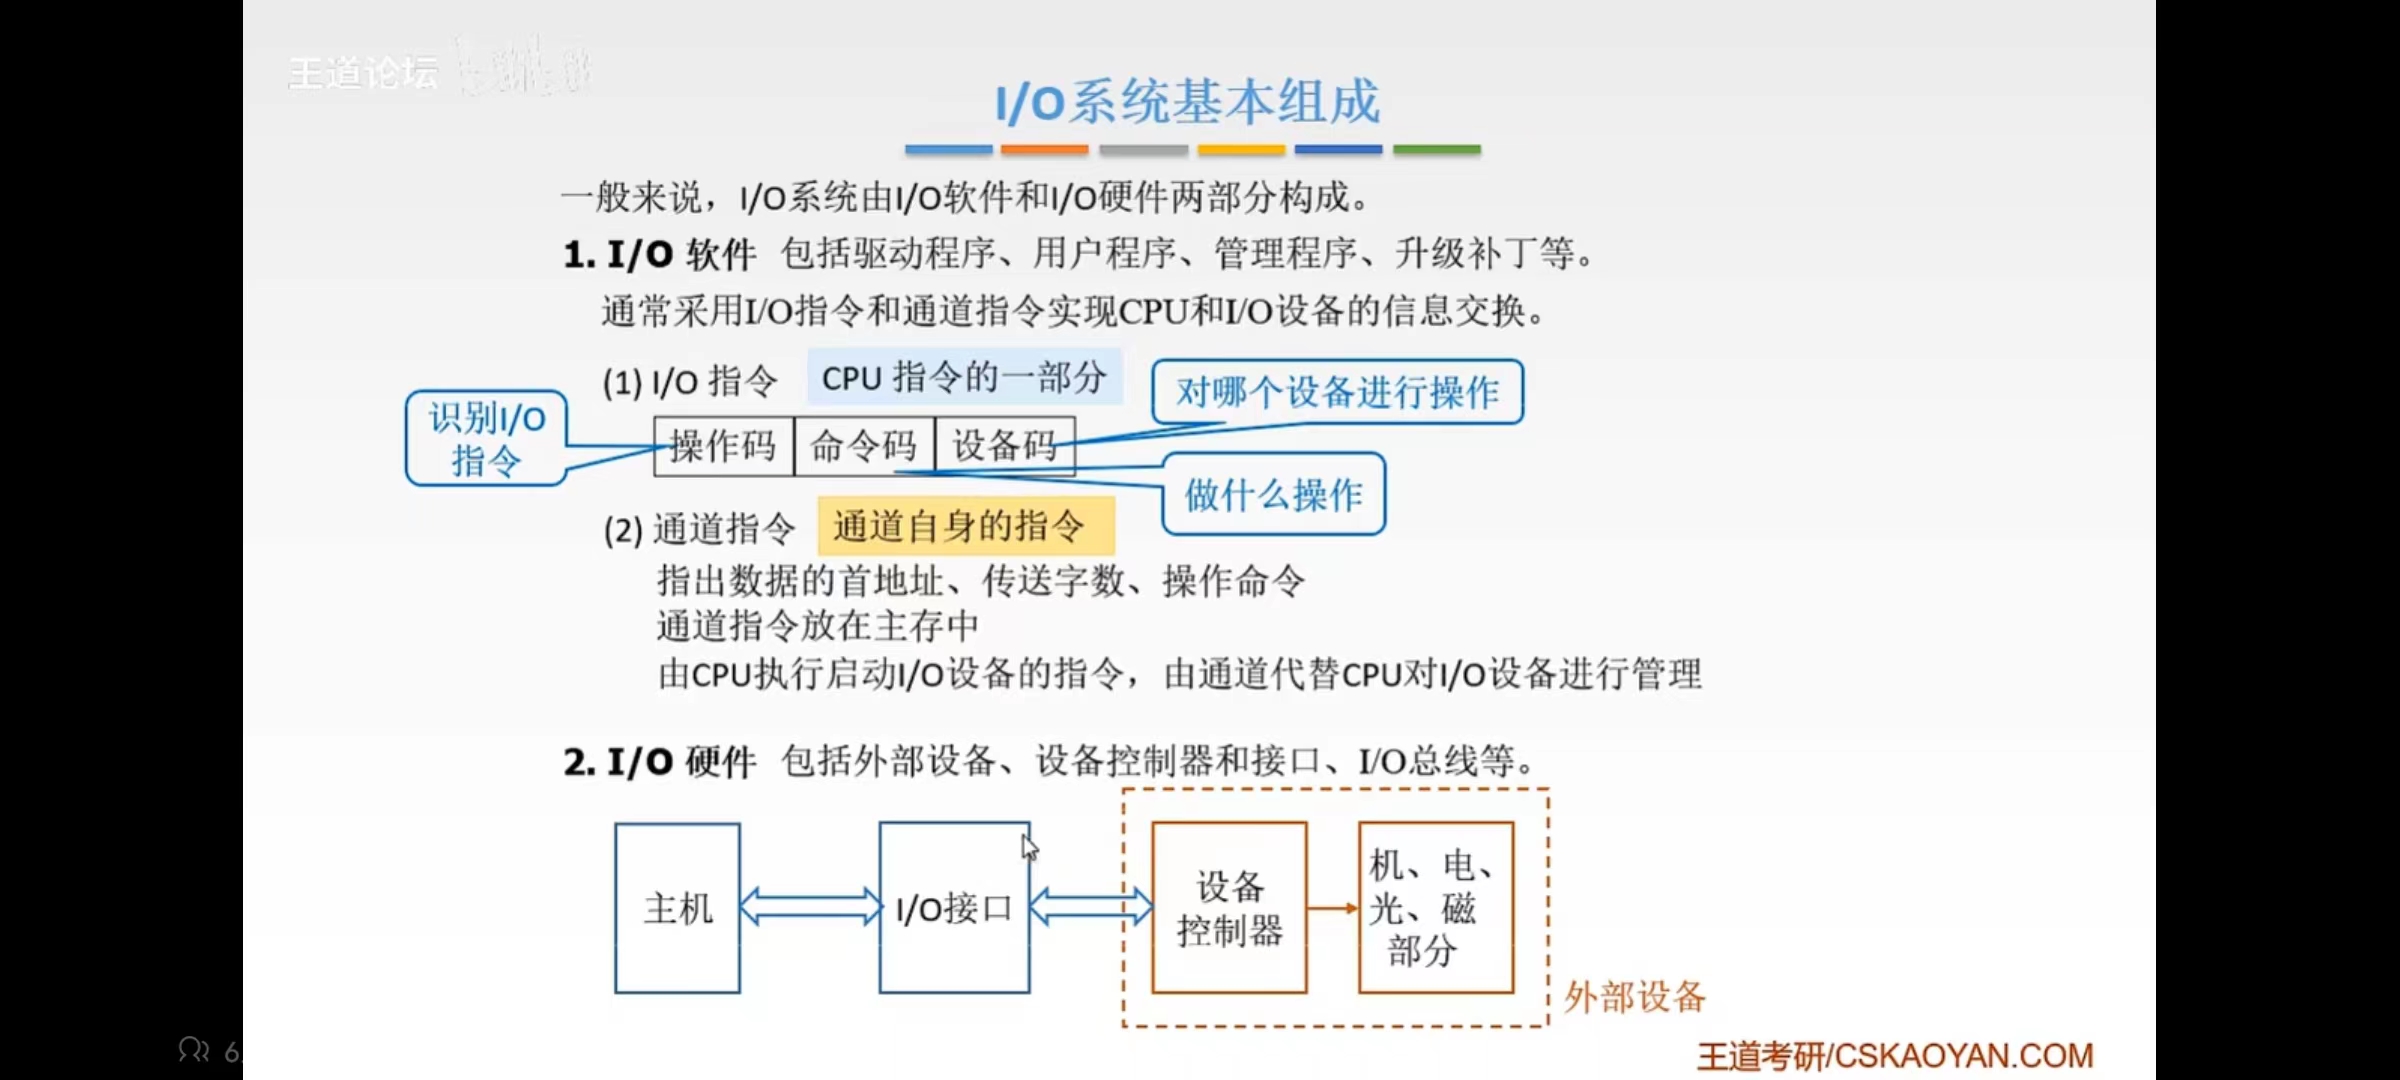 王道论坛
I/O系统基本组成
一般来说，I/O系统由I/O软件和I/O硬件两部分构成。
1. I/O 软件 包括驱动程序、用户程序、管理程序、升级补丁等。
通常采用I/O指令和通道指令实现CPU和I/O设备的信息交换。
(1) I/O 指令 CPU 指令的一部分
对哪个设备进行操作
识别I/O
指令
操作码 命令码 设备码
做什么操作
(2) 通道指令 通道自身的指令
指出数据的首地址、传送字数、操作命令
通道指令放在主存中
由CPU执行启动I/O设备的指令，由通道代替CPU对I/O设备进行管理
2. I/O 硬件 包括外部设备、设备控制器和接口、I/O总线等。
主机
I/O接口
设备
控制器
机、电、
光、磁
部分
外部设备
王道考研/CSKAOYAN.COM